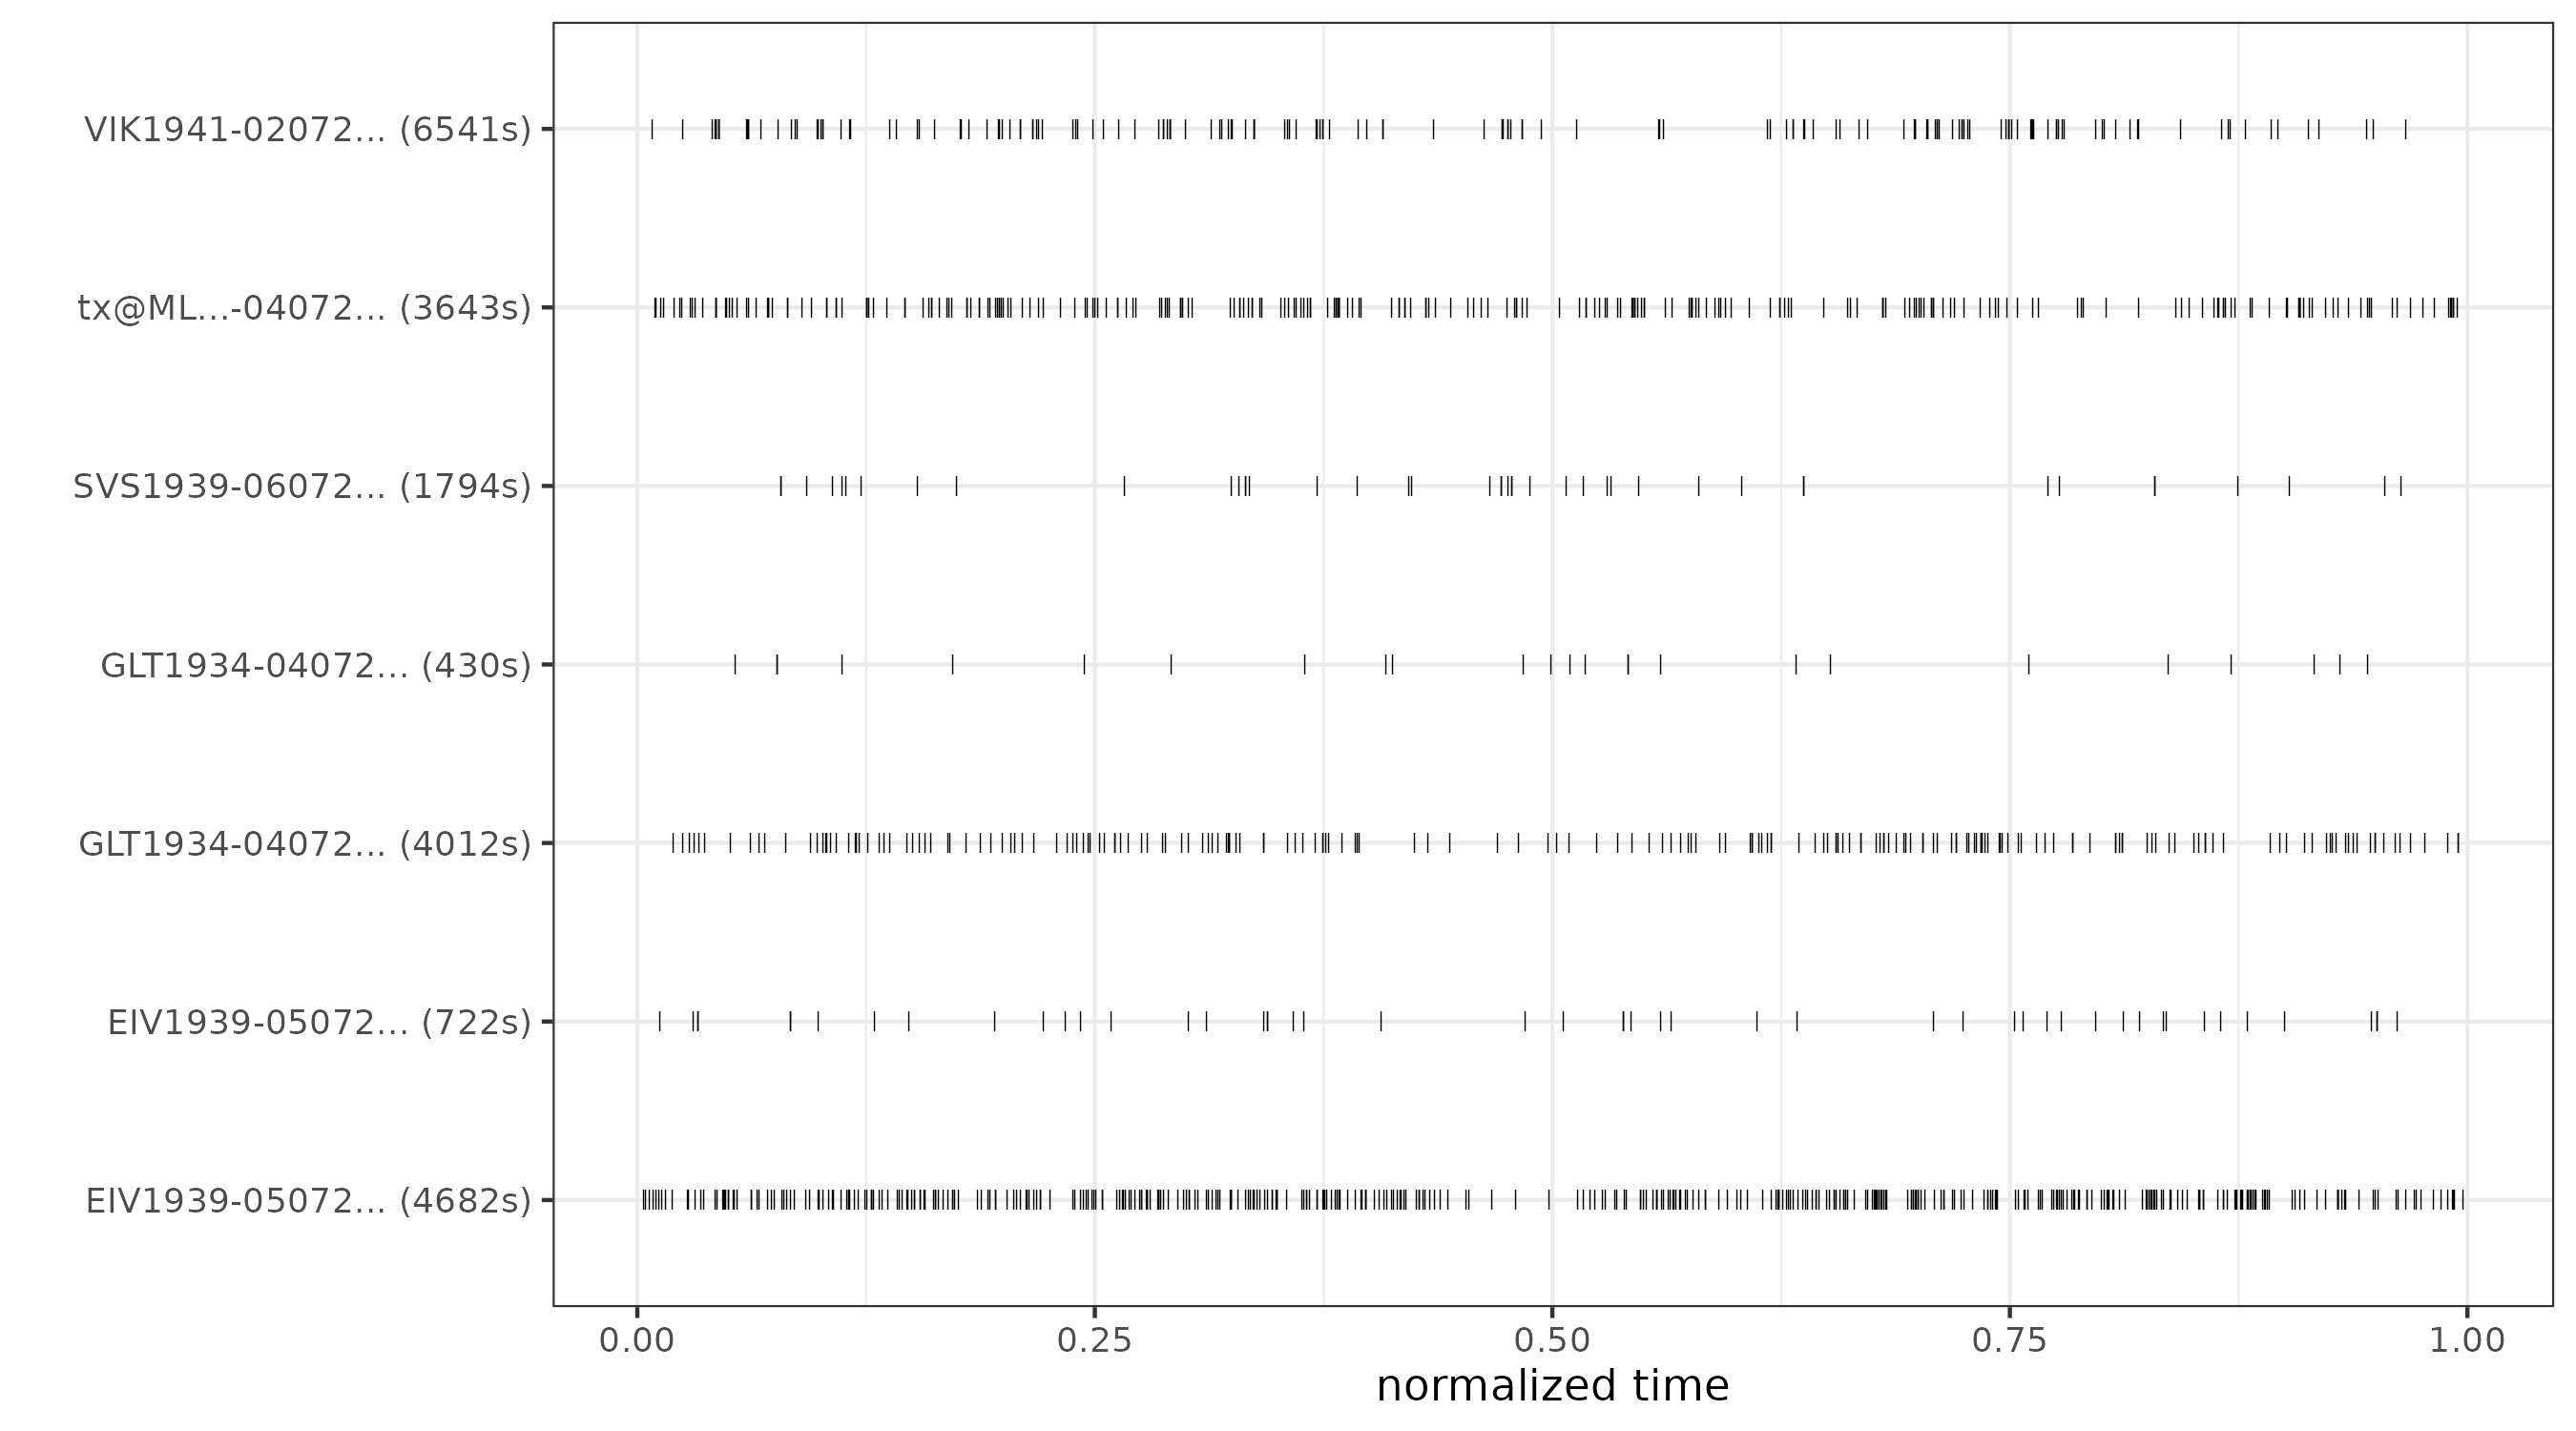 VIK1941-02072... (6541s)
tx@ML...-04072... (3643s)
SVS1939-06072... (1794s)
GLT1934-04072... (430s)
GLT1934-04072... (4012s)
EIV1939-05072... (722s)
EIV1939-05072... (4682s)
0.00 0.25 0.50 0.75 1.00
normalized time